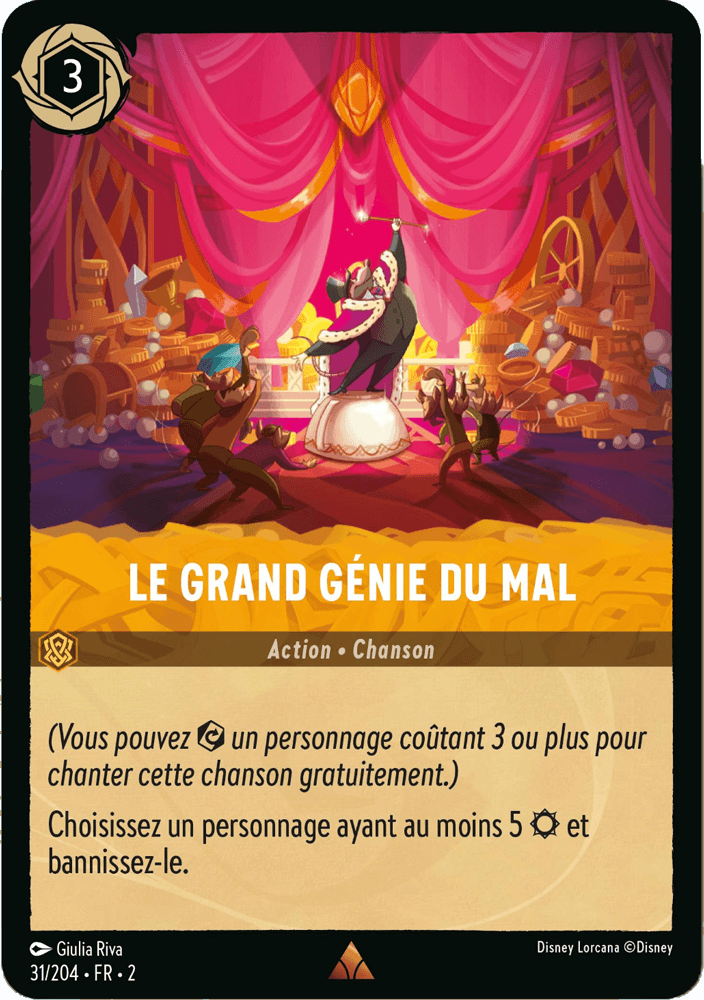 3
LE GRAND GÉNIE DU MAL
Action • Chanson
(Vous pouvez un personnage coûtant 3 ou plus pour
chanter cette chanson gratuitement.)
Choisissez un personnage ayant au moins 5 et
bannissez-le.
Giulia Riva
Disney Lorcana ©Disney
31/204 • FR • 2